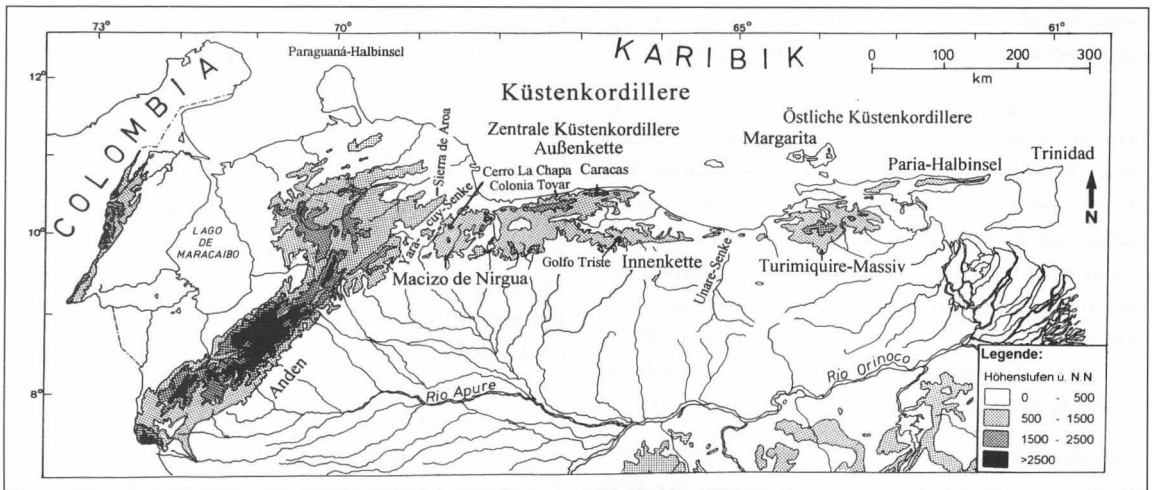 73°
70°
65°
61°
12°
10°
8°
COLOMBIA
Paraguaná-Halbinsel
KARIBIK
0 100 200 300
km
Küstenkordillere
Zentrale Küstenkordillere
Außenkette
Östliche Küstenkordillere
Margarita
Paria-Halbinsel
Trinidad
N
Sierra de Aroa
Cerro La Chapa
Caracas
Colonia Tovar
Yara-
cuy-Senke
LAGO
DE
MARACAIBO
Macizo de Nirgua
Golfo Triste
Innenkette
Unare-Senke
Turimiquire-Massiv
Anden
Rio Apure
Rio Orinoco
Legende:
Höhenstufen ü. N N.
0 - 500
500 - 1500
1500 - 2500
>2500